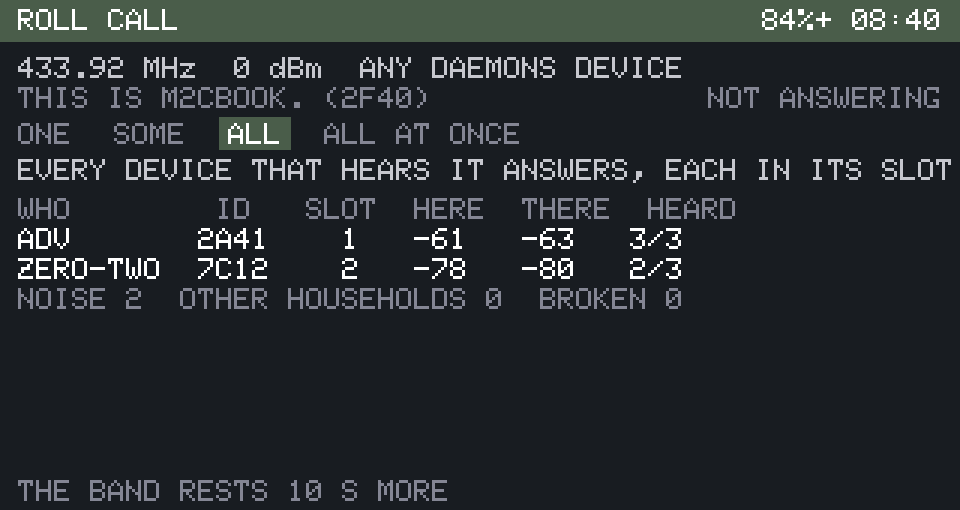 ROLL CALL 84%+ 08:40
433.92 MHz 0 dBm ANY DAEMONS DEVICE
THIS IS M2CBOOK. (2F40) NOT ANSWERING
ONE SOME ALL ALL AT ONCE
EVERY DEVICE THAT HEARS IT ANSWERS, EACH IN ITS SLOT
WHO ID SLOT HERE THERE HEARD
ADV 2A41 1 -61 -63 3/3
ZERO-TWO 7C12 2 -78 -80 2/3
NOISE 2 OTHER HOUSEHOLDS 0 BROKEN 0
THE BAND RESTS 10 S MORE